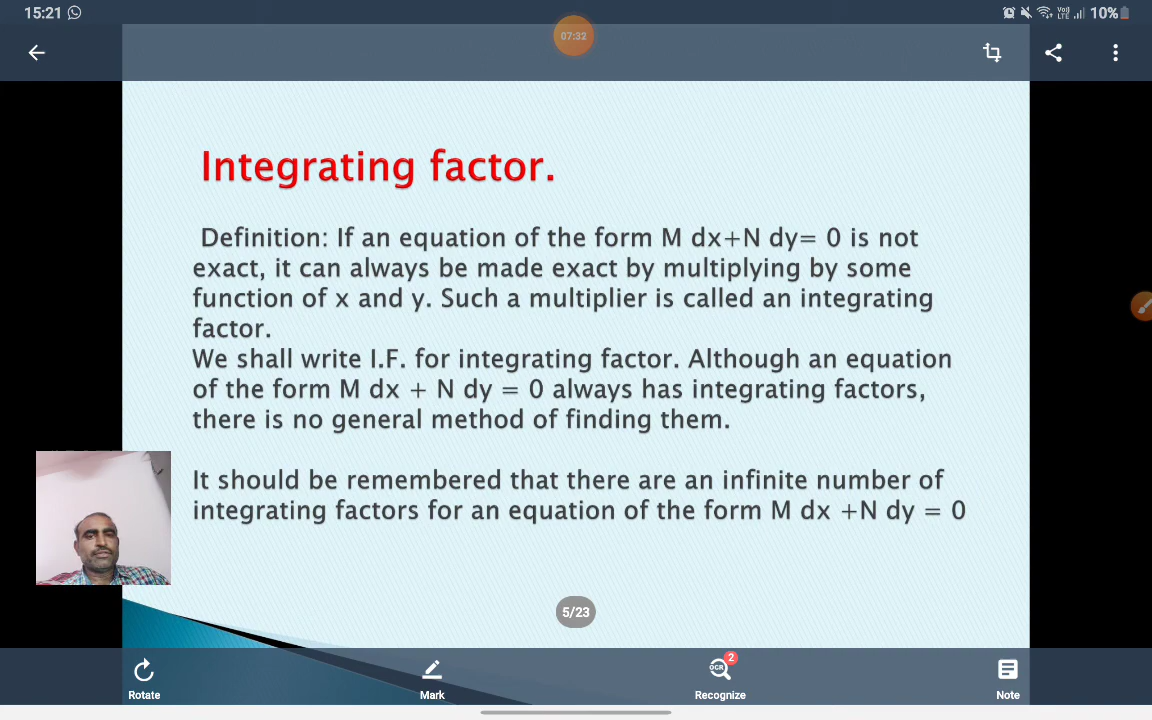 15:21
VoI)
LTE
10%
07:32
Integrating factor.
Definition: If an equation of the form M dx+N dy= 0 is not
exact, it can always be made exact by multiplying by some
function of x and y. Such a multiplier is called an integrating
factor.
We shall write I.F. for integrating factor. Although an equation
of the form M dx + N dy = 0 always has integrating factors,
there is no general method of finding them.
It should be remembered that there are an infinite number of
integrating factors for an equation of the form M dx +N dy = 0
5/23
OCR
2
Rotate
Mark
Recognize
Note